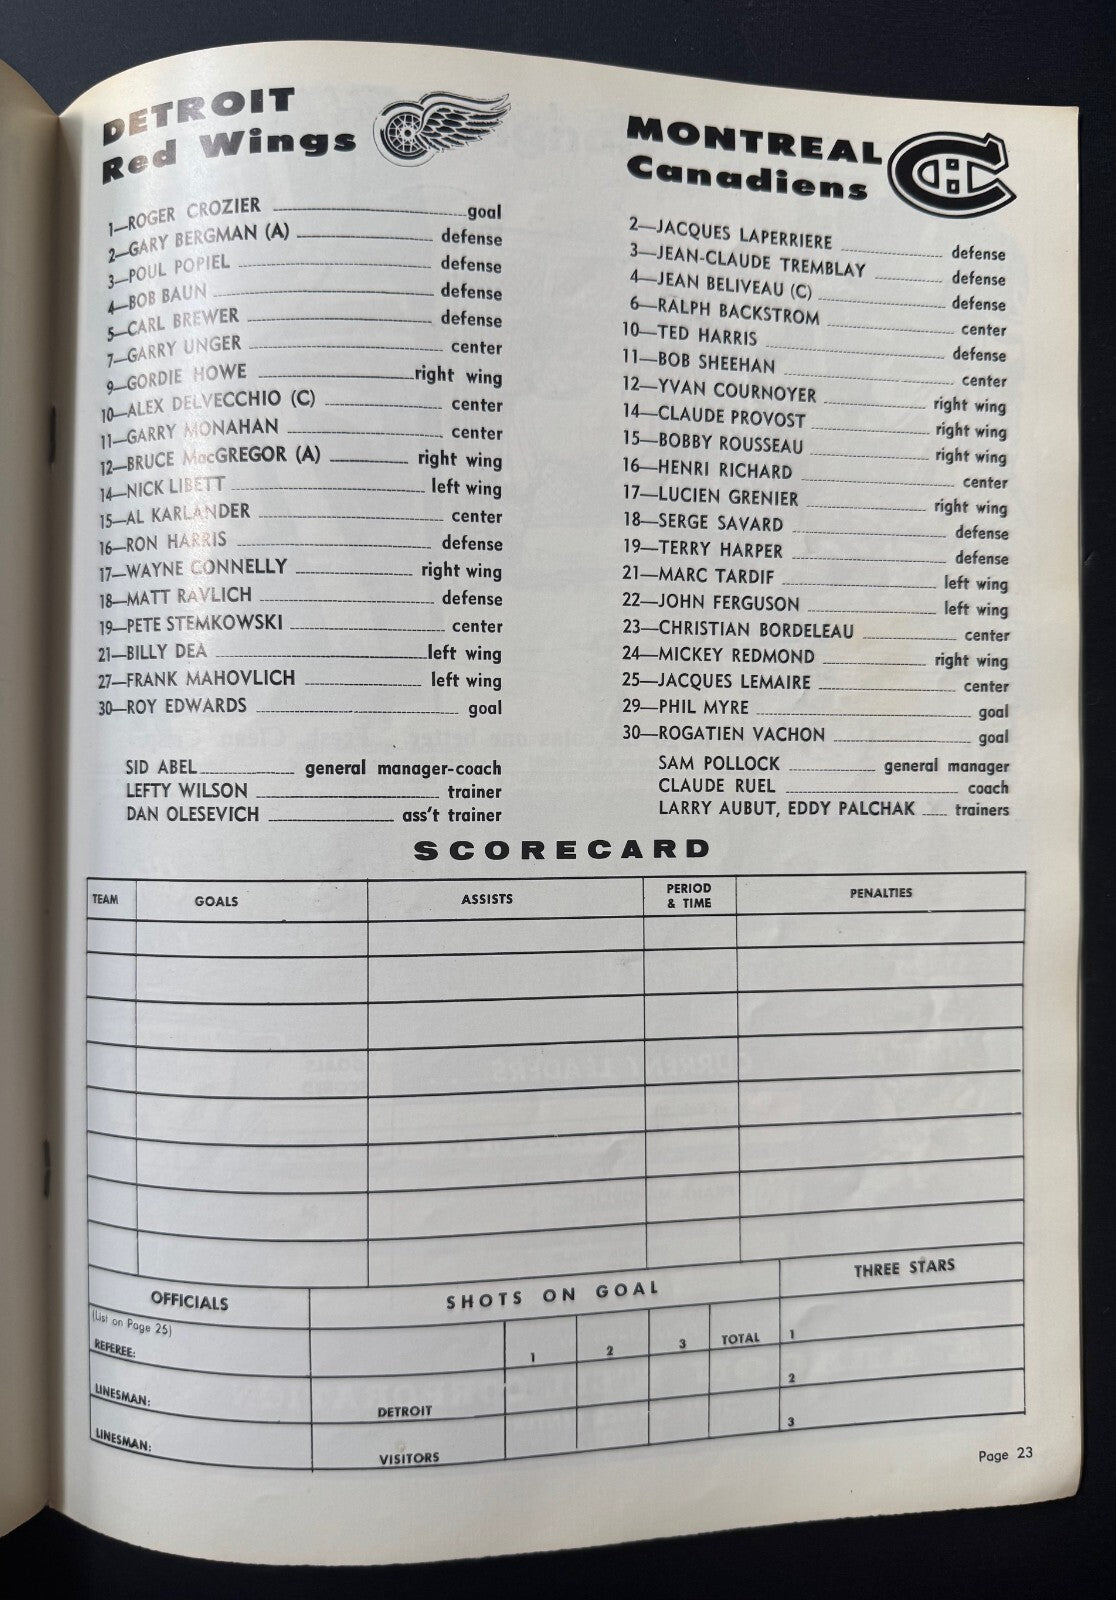 DETROIT
Red Wings
1—ROGER CROZIER goal
2—GARY BERGMAN (A) defense
3—POUL POPIEL defense
4—BOB BAUN defense
5—CARL BREWER defense
7—GARRY UNGER center
9—GORDIE HOWE right wing
10—ALEX DELVECCHIO (C) center
11—GARRY MONAHAN center
12—BRUCE MacGREGOR (A) right wing
14—NICK LIBETT left wing
15—AL KARLANDER center
16—RON HARRIS defense
17—WAYNE CONNELLY right wing
18—MATT RAVLICH defense
19—PETE STEMKOWSKI center
21—BILLY DEA left wing
27—FRANK MAHOVLICH left wing
30—ROY EDWARDS goal
SID ABEL general manager-coach
LEFTY WILSON trainer
DAN OLESEVICH ass't trainer
MONTREAL
Canadiens
2—JACQUES LAPERRIERE defense
3—JEAN-CLAUDE TREMBLAY defense
4—JEAN BELIVEAU (C) defense
6—RALPH BACKSTROM center
10—TED HARRIS defense
11—BOB SHEEHAN center
12—YVAN COURNOYER right wing
14—CLAUDE PROVOST right wing
15—BOBBY ROUSSEAU right wing
16—HENRI RICHARD center
17—LUCIEN GRENIER right wing
18—SERGE SAVARD defense
19—TERRY HARPER defense
21—MARC TARDIF left wing
22—JOHN FERGUSON left wing
23—CHRISTIAN BORDELEAU center
24—MICKEY REDMOND right wing
25—JACQUES LEMAIRE center
29—PHIL MYRE goal
30—ROGATIEN VACHON goal
SAM POLLOCK general manager
CLAUDE RUEL coach
LARRY AUBUT, EDDY PALCHAK trainers
SCORECARD
TEAM GOALS ASSISTS PERIOD & TIME PENALTIES
OFFICIALS SHOTS ON GOAL THREE STARS
(List on Page 25)
REFEREE: 1 2 3 TOTAL 1
LINESMAN: DETROIT 2
LINESMAN: VISITORS 3
Page 23